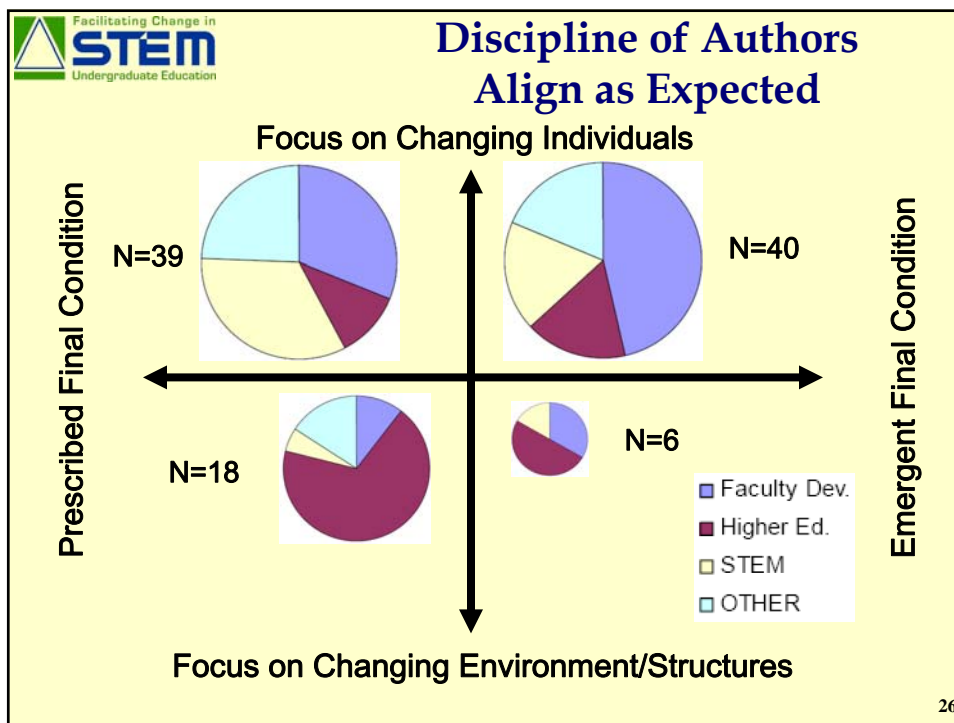 Facilitating Change in
STEM
Undergraduate Education
Discipline of Authors
Align as Expected
Focus on Changing Individuals
Prescribed Final Condition
N=39
N=40
Emergent Final Condition
N=18
N=6
Faculty Dev.
Higher Ed.
STEM
OTHER
Focus on Changing Environment/Structures
26